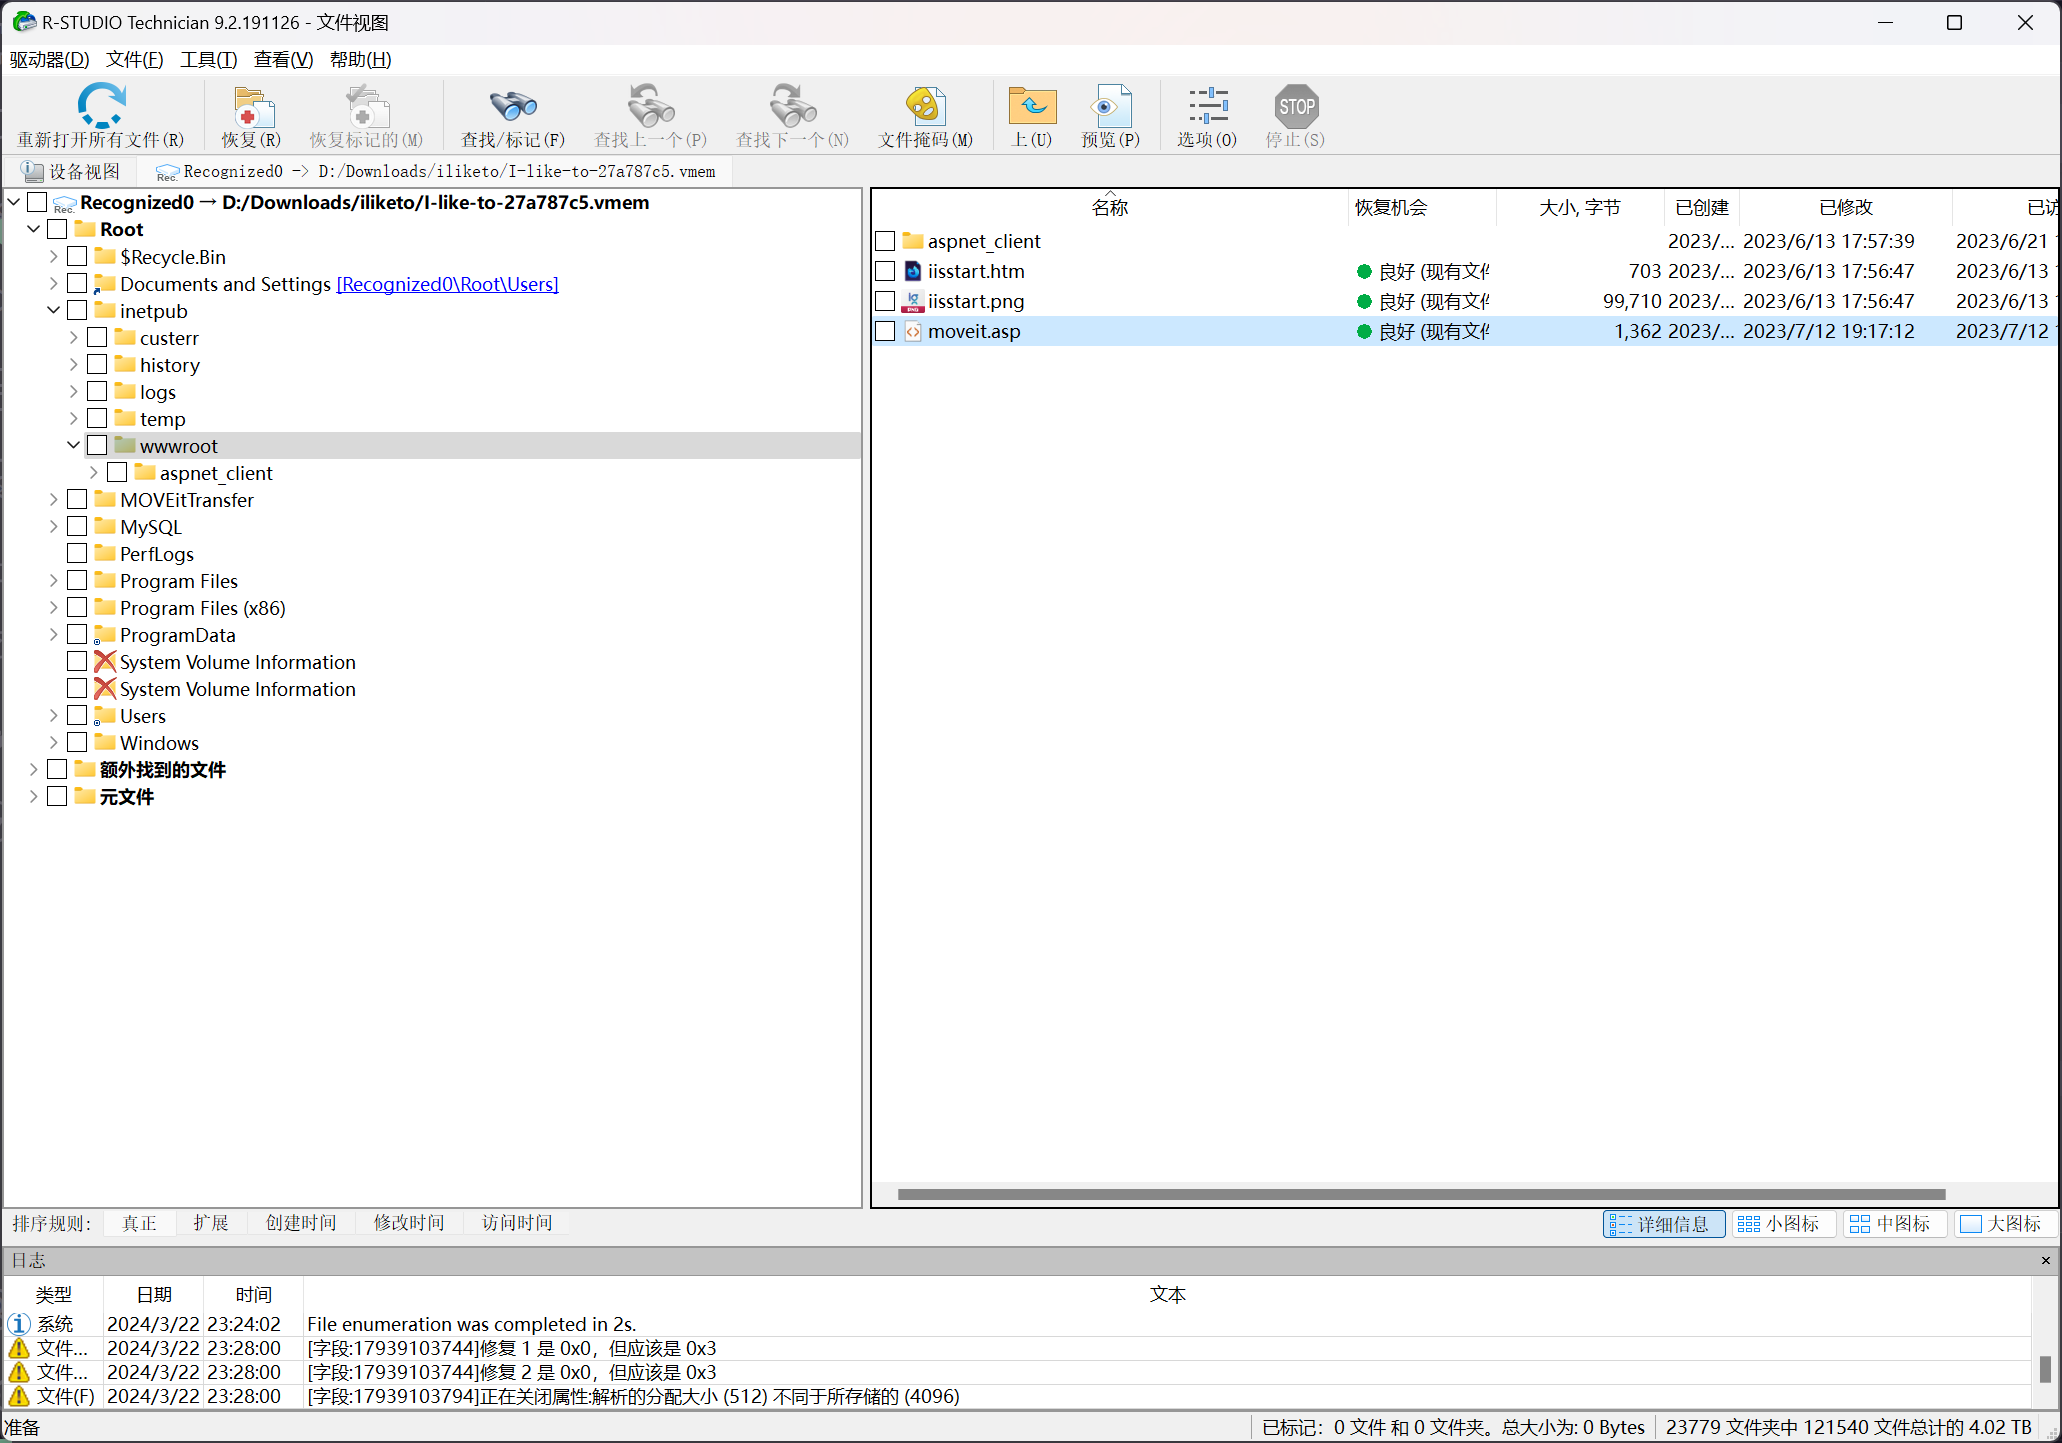 R-STUDIO Technician 9.2.191126 - 文件视图
驱动器(D) 文件(F) 工具(T) 查看(V) 帮助(H)
重新打开所有文件(R) 恢复(R) 恢复标记的(M) 查找/标记(F) 查找上一个(P) 查找下一个(N) 文件掩码(M) 上(U) 预览(P) 选项(O) STOP 停止(S)
设备视图 Rec. Recognized0 -> D:/Downloads/iliketo/I-like-to-27a787c5.vmem
Rec. Recognized0 → D:/Downloads/iliketo/I-like-to-27a787c5.vmem
Root
$Recycle.Bin
Documents and Settings [Recognized0\Root\Users]
inetpub
custerr
history
logs
temp
wwwroot
aspnet_client
MOVEitTransfer
MySQL
PerfLogs
Program Files
Program Files (x86)
ProgramData
System Volume Information
System Volume Information
Users
Windows
额外找到的文件
元文件
名称 恢复机会 大小, 字节 已创建 已修改 已访
aspnet_client 2023/... 2023/6/13 17:57:39 2023/6/21
iisstart.htm 良好 (现有文件 703 2023/... 2023/6/13 17:56:47 2023/6/13
iisstart.png 良好 (现有文件 99,710 2023/... 2023/6/13 17:56:47 2023/6/13
moveit.asp 良好 (现有文件 1,362 2023/... 2023/7/12 19:17:12 2023/7/12
排序规则: 真正 扩展 创建时间 修改时间 访问时间
详细信息 小图标 中图标 大图标
日志 ×
类型 日期 时间 文本
系统 2024/3/22 23:24:02 File enumeration was completed in 2s.
文件... 2024/3/22 23:28:00 [字段:17939103744]修复 1 是 0x0，但应该是 0x3
文件... 2024/3/22 23:28:00 [字段:17939103744]修复 2 是 0x0，但应该是 0x3
文件(F) 2024/3/22 23:28:00 [字段:17939103794]正在关闭属性:解析的分配大小 (512) 不同于所存储的 (4096)
准备 已标记: 0 文件 和 0 文件夹。总大小为: 0 Bytes 23779 文件夹中 121540 文件总计的 4.02 TB